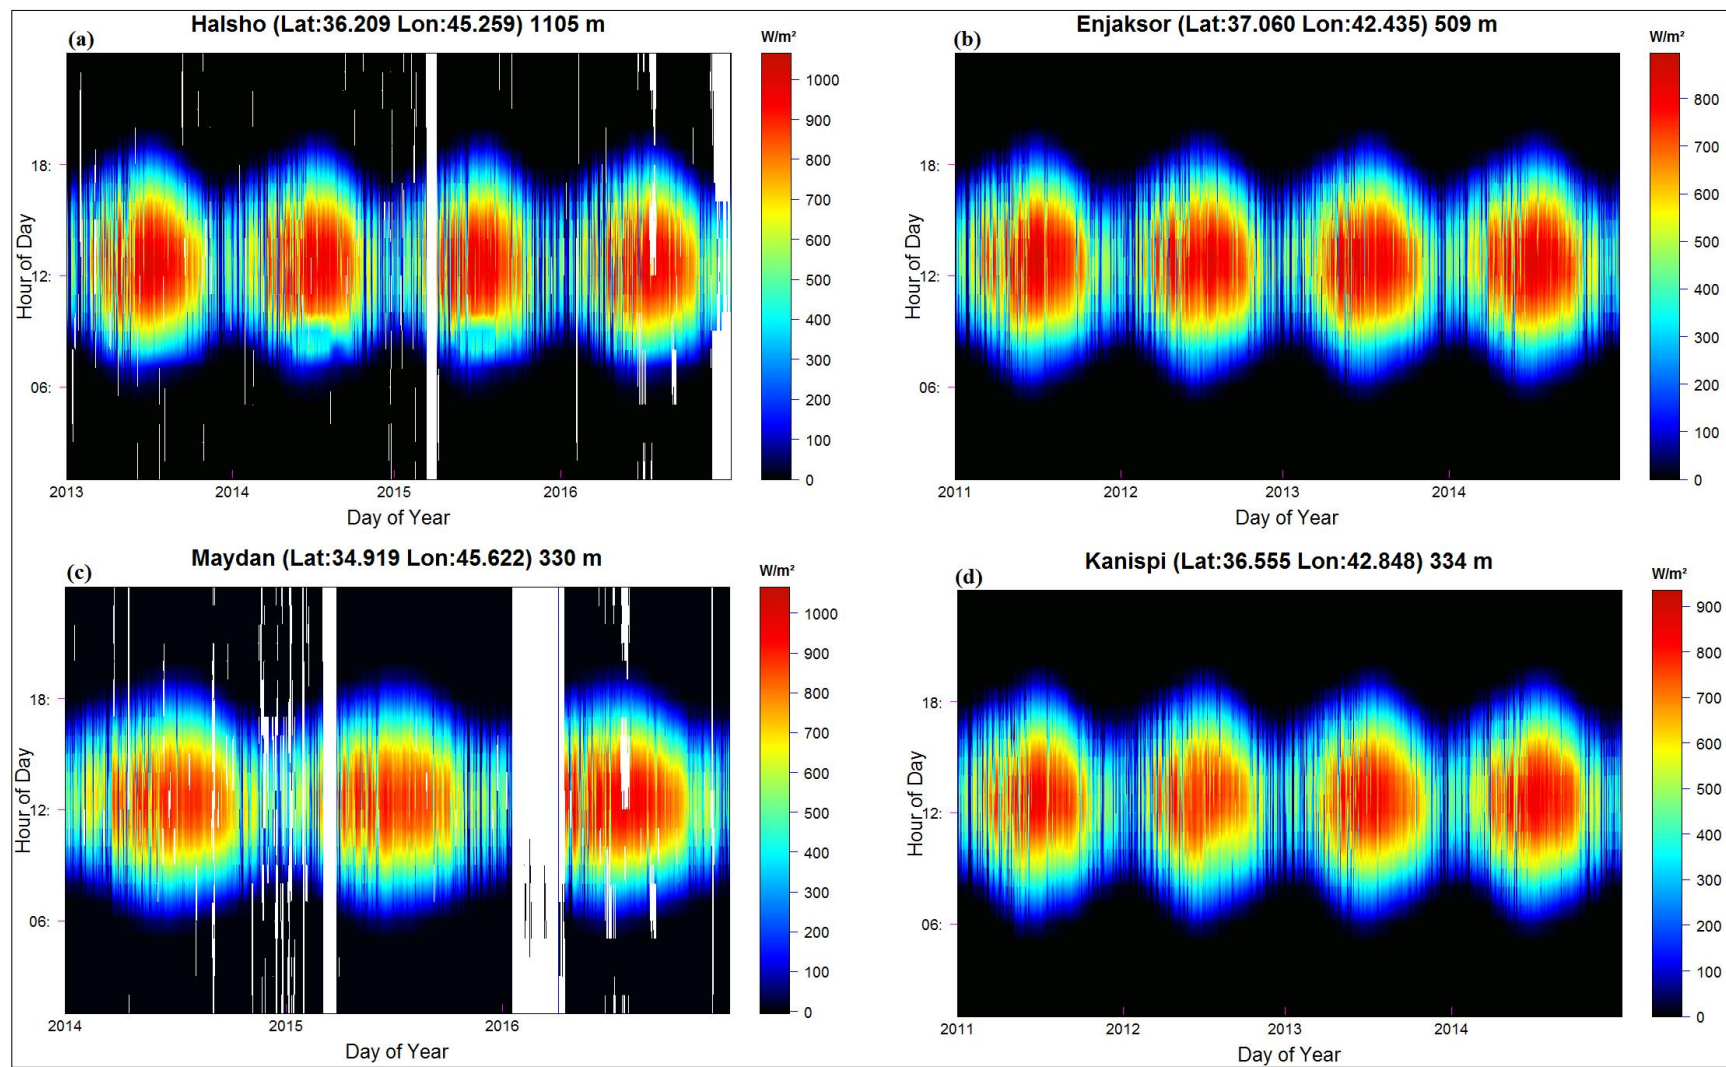 Halsho (Lat:36.209 Lon:45.259) 1105 m
(a)
W/m²
1000
900
800
700
600
500
400
300
200
100
0
18:
12:
06:
Hour of Day
2013 2014 2015 2016
Day of Year
Enjaksor (Lat:37.060 Lon:42.435) 509 m
(b)
W/m²
800
700
600
500
400
300
200
100
0
18:
12:
06:
Hour of Day
2011 2012 2013 2014
Day of Year
Maydan (Lat:34.919 Lon:45.622) 330 m
(c)
W/m²
1000
900
800
700
600
500
400
300
200
100
0
18:
12:
06:
Hour of Day
2014 2015 2016
Day of Year
Kanispi (Lat:36.555 Lon:42.848) 334 m
(d)
W/m²
900
800
700
600
500
400
300
200
100
0
18:
12:
06:
Hour of Day
2011 2012 2013 2014
Day of Year